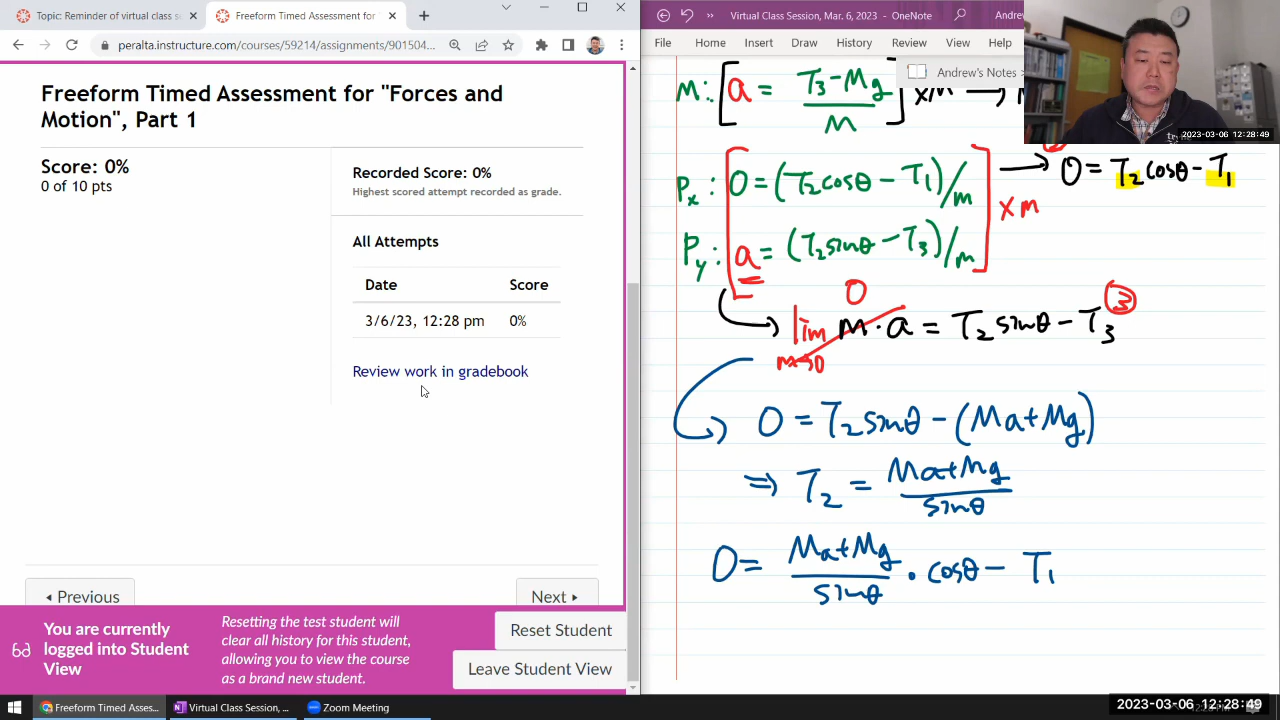 Topic: Reminder of virtual class s
Freeform Timed Assessment for "
peralta.instructure.com/courses/59214/assignments/901504...
Freeform Timed Assessment for "Forces and
Motion", Part 1
Score: 0%
0 of 10 pts
Recorded Score: 0%
Highest scored attempt recorded as grade.
All Attempts
Date Score
3/6/23, 12:28 pm 0%
Review work in gradebook
Previous
Next
You are currently
logged into Student
View
Resetting the test student will
clear all history for this student,
allowing you to view the course
as a brand new student.
Reset Student
Leave Student View
Virtual Class Session, Mar. 6, 2023 - OneNote
Andre
File Home Insert Draw History Review View Help
Andrew's Notes
M: [a = (T₃ - Mg)/M] × M →
Pₓ: [0 = (T₂cosθ - T₁)/m → 0 = T₂cosθ - T₁
] × m
Pᵧ: a = (T₂sinθ - T₃)/m
0
lim m→0 m·a = T₂sinθ - T₃ ③
0 = T₂sinθ - (Ma+Mg)
⇒ T₂ = (Ma+Mg)/sinθ
0 = (Ma+Mg)/sinθ · cosθ - T₁
2023-03-06 12:28:49
Freeform Timed Asses...
Virtual Class Session, ...
Zoom Meeting
2023-03-06 12:28:49